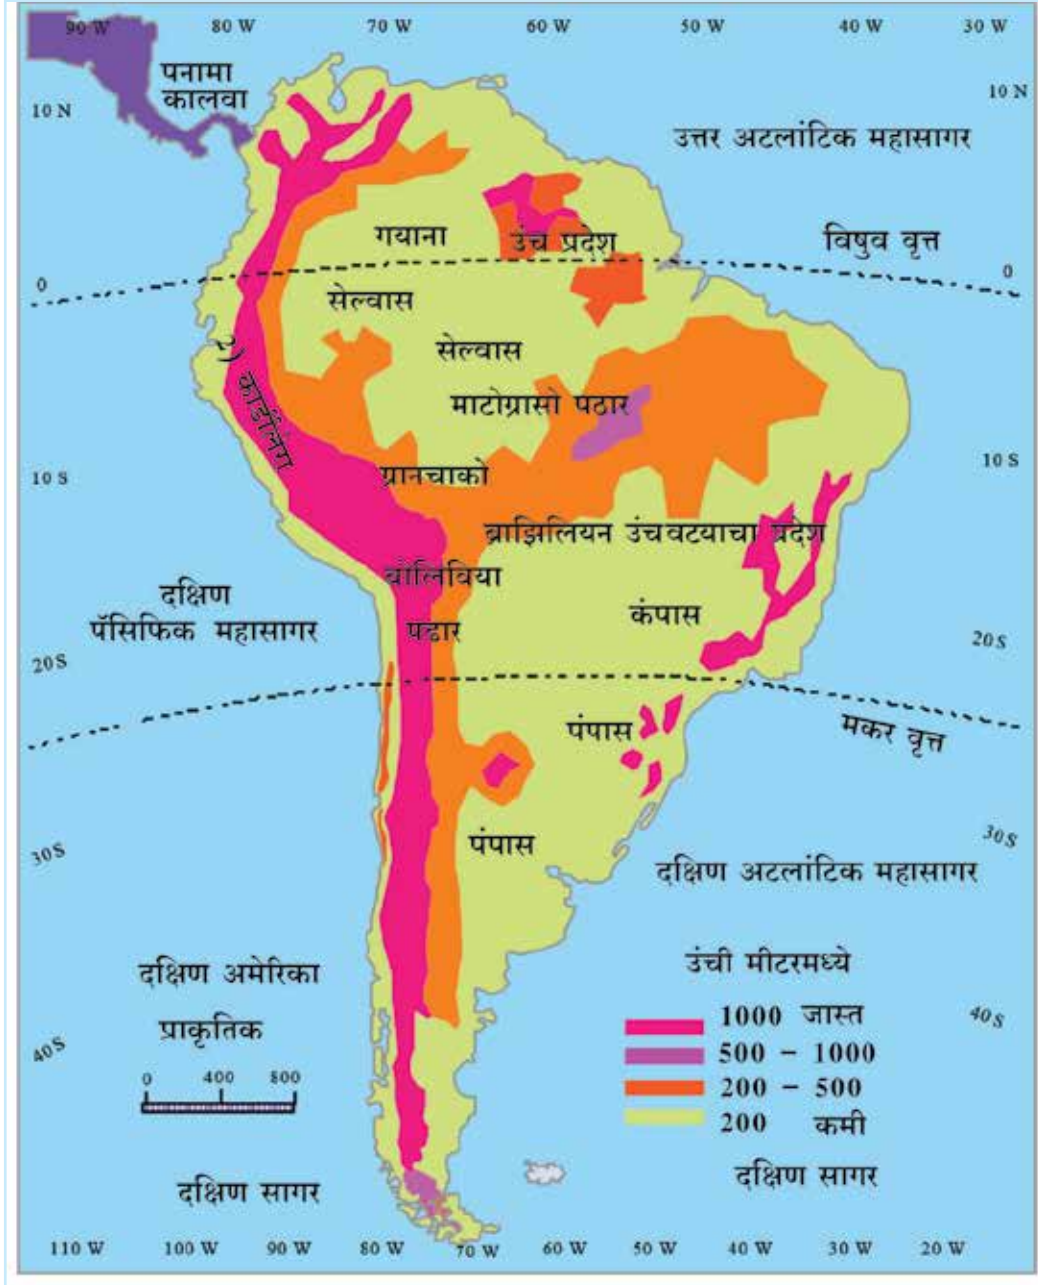 90 W 80 W 70 W 60 W 50 W 40 W 30 W
पनामा
कालवा
10 N
10 N
उत्तर अटलांटिक महासागर
गयाना
उंच प्रदेश
विषुव वृत्त
0
0
सेल्वास
सेल्वास
2) कार्डीलेरा
माटोग्रासो पठार
10 S
ग्रानचाको
10 S
ब्राझिलियन उंचवटयाचा प्रदेश
बोलिविया
पठार
दक्षिण
पॅसिफिक महासागर
कंपास
20S
20 S
पंपास
मकर वृत्त
पंपास
30S
30S
दक्षिण अटलांटिक महासागर
दक्षिण अमेरिका
प्राकृतिक
40S
0 400 800
उंची मीटरमध्ये
1000 जास्त
500 – 1000
200 – 500
200 कमी
40S
दक्षिण सागर
दक्षिण सागर
110 W 100 W 90 W 80 W 70 W 60 W 50 W 40 W 30 W 20 W